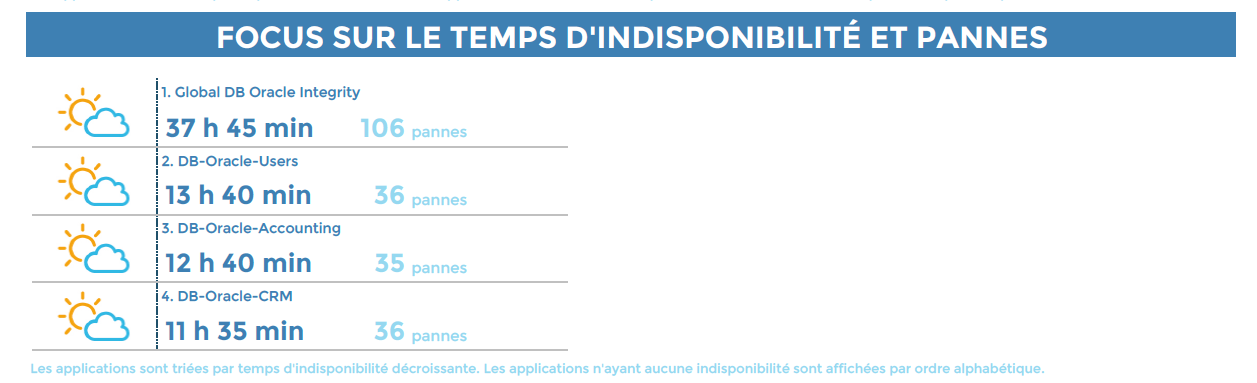 FOCUS SUR LE TEMPS D'INDISPONIBILITÉ ET PANNES
1. Global DB Oracle Integrity
37 h 45 min 106 pannes
2. DB-Oracle-Users
13 h 40 min 36 pannes
3. DB-Oracle-Accounting
12 h 40 min 35 pannes
4. DB-Oracle-CRM
11 h 35 min 36 pannes
Les applications sont triées par temps d'indisponibilité décroissante. Les applications n'ayant aucune indisponibilité sont affichées par ordre alphabétique.